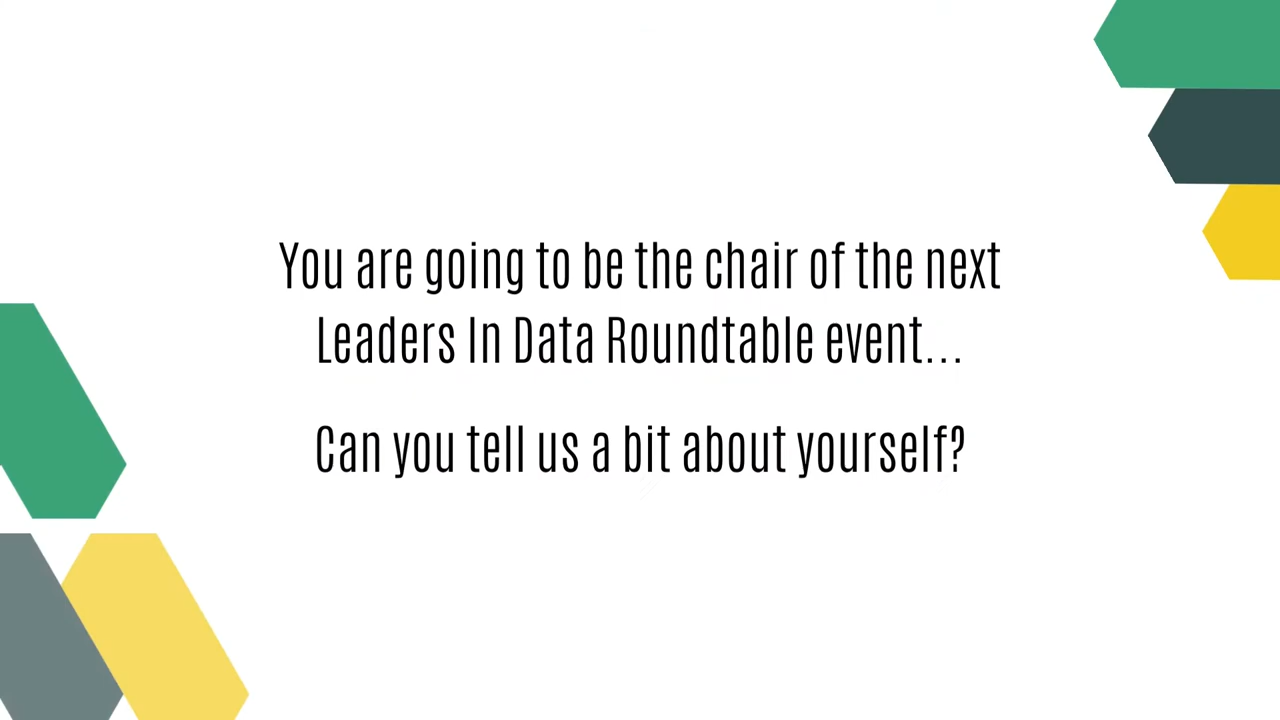 You are going to be the chair of the next
Leaders In Data Roundtable event...
Can you tell us a bit about yourself?